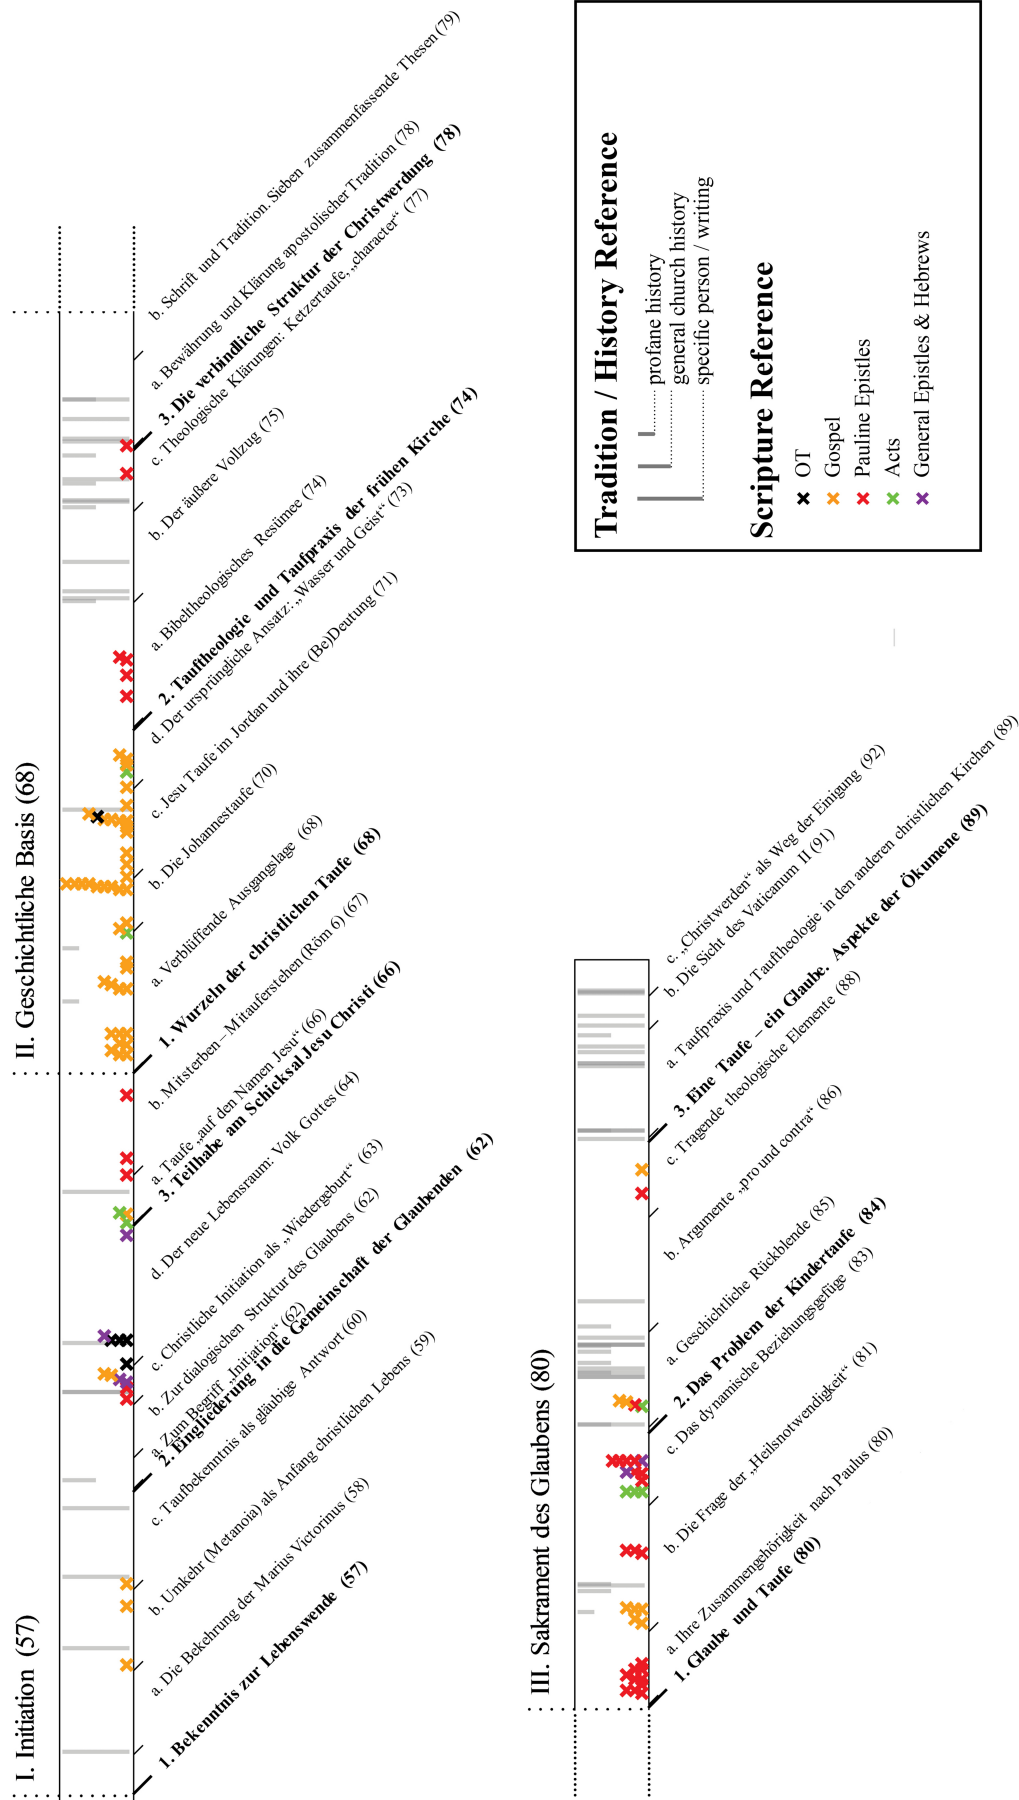 I. Initiation (57)
1. Bekenntnis zur Lebenswende (57)
a. Die Bekehrung der Marius Victorinus (58)
b. Umkehr (Metanoia) als Anfang christlichen Lebens (59)
c. Taufbekenntnis als gläubige Antwort (60)
2. Eingliederung in die Gemeinschaft der Glaubenden (62)
a. Zum Begriff „Initiation“ (62)
b. Zur dialogischen Struktur des Glaubens (62)
c. Christliche Initiation als „Wiedergeburt“ (63)
d. Der neue Lebensraum: Volk Gottes (64)
3. Teilhabe am Schicksal Jesu Christi (66)
a. Taufe „auf den Namen Jesu“ (66)
b. Mitsterben – Mitauferstehen (Röm 6) (67)
II. Geschichtliche Basis (68)
1. Wurzeln der christlichen Taufe (68)
a. Verblüffende Ausgangslage (68)
b. Die Johannestaufe (70)
c. Jesu Taufe im Jordan und ihre (Be)Deutung (71)
d. Der ursprüngliche Ansatz: „Wasser und Geist“ (73)
2. Tauftheologie und Taufpraxis der frühen Kirche (74)
a. Bibeltheologisches Resümee (74)
b. Der äußere Vollzug (75)
c. Theologische Klärungen: Ketzertaufe, „character“ (77)
3. Die verbindliche Struktur der Christwerdung (78)
a. Bewährung und Klärung apostolischer Tradition (78)
b. Schrift und Tradition. Sieben zusammenfassende Thesen (79)
III. Sakrament des Glaubens (80)
1. Glaube und Taufe (80)
a. Ihre Zusammengehörigkeit nach Paulus (80)
b. Die Frage der „Heilsnotwendigkeit“ (81)
c. Das dynamische Beziehungsgefüge (83)
2. Das Problem der Kindertaufe (84)
a. Geschichtliche Rückblende (85)
b. Argumente „pro und contra“ (86)
c. Tragende theologische Elemente (88)
3. Eine Taufe – ein Glaube. Aspekte der Ökumene (89)
a. Taufpraxis und Tauftheologie in den anderen christlichen Kirchen (89)
b. Die Sicht des Vaticanum II (91)
c. „Christwerden“ als Weg der Einigung (92)
Tradition / History Reference
profane history
general church history
specific person / writing
Scripture Reference
OT
Gospel
Pauline Epistles
Acts
General Epistles & Hebrews